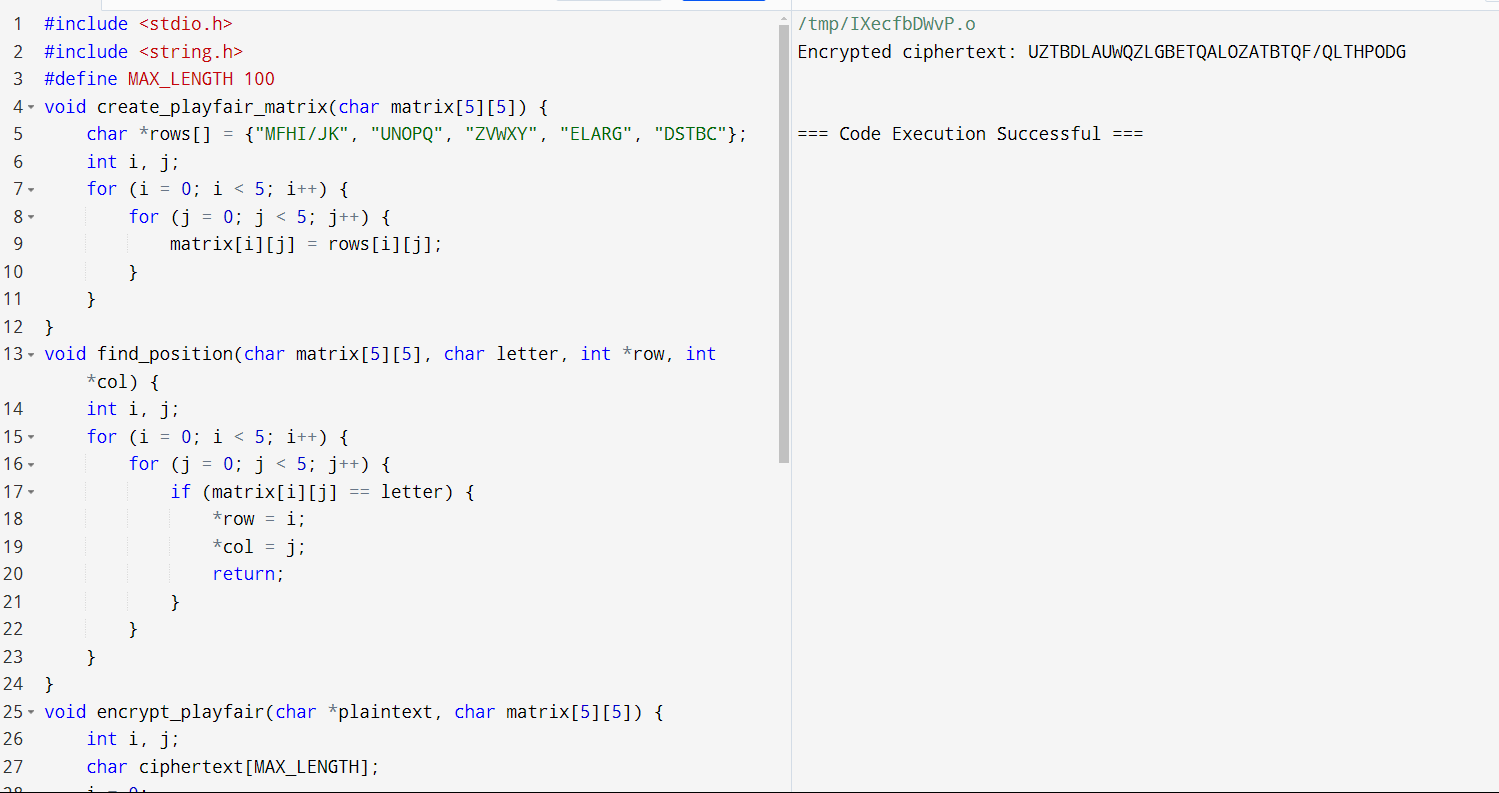 1 #include <stdio.h>
2 #include <string.h>
3 #define MAX_LENGTH 100
4 void create_playfair_matrix(char matrix[5][5]) {
5     char *rows[] = {"MFHI/JK", "UNOPQ", "ZVWXY", "ELARG", "DSTBC"};
6     int i, j;
7     for (i = 0; i < 5; i++) {
8         for (j = 0; j < 5; j++) {
9             matrix[i][j] = rows[i][j];
10         }
11     }
12 }
13 void find_position(char matrix[5][5], char letter, int *row, int
    *col) {
14     int i, j;
15     for (i = 0; i < 5; i++) {
16         for (j = 0; j < 5; j++) {
17             if (matrix[i][j] == letter) {
18                 *row = i;
19                 *col = j;
20                 return;
21             }
22         }
23     }
24 }
25 void encrypt_playfair(char *plaintext, char matrix[5][5]) {
26     int i, j;
27     char ciphertext[MAX_LENGTH];
/tmp/IXecfbDWvP.o
Encrypted ciphertext: UZTBDLAUWQZLGBETQALOZATBTQF/QLTHPODG
=== Code Execution Successful ===